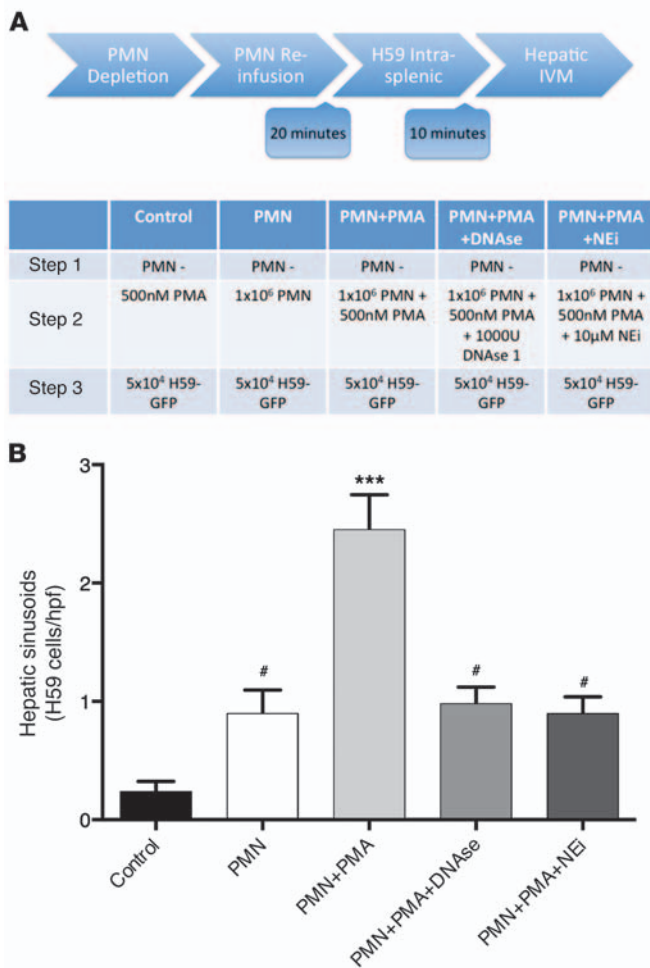 A
PMN Depletion
PMN Re-infusion
H59 Intra-splenic
Hepatic IVM
20 minutes
10 minutes
Control PMN PMN+PMA PMN+PMA +DNAse PMN+PMA +NEi
Step 1 PMN - PMN - PMN - PMN - PMN -
Step 2 500nM PMA 1x10⁶ PMN 1x10⁶ PMN + 500nM PMA 1x10⁶ PMN + 500nM PMA + 1000U DNAse 1 1x10⁶ PMN + 500nM PMA + 10µM NEi
Step 3 5x10⁴ H59-GFP 5x10⁴ H59-GFP 5x10⁴ H59-GFP 5x10⁴ H59-GFP 5x10⁴ H59-GFP
B
Hepatic sinusoids
(H59 cells/hpf)
3
2
1
0
#
***
#
#
Control
PMN
PMN+PMA
PMN+PMA+DNAse
PMN+PMA+NEi